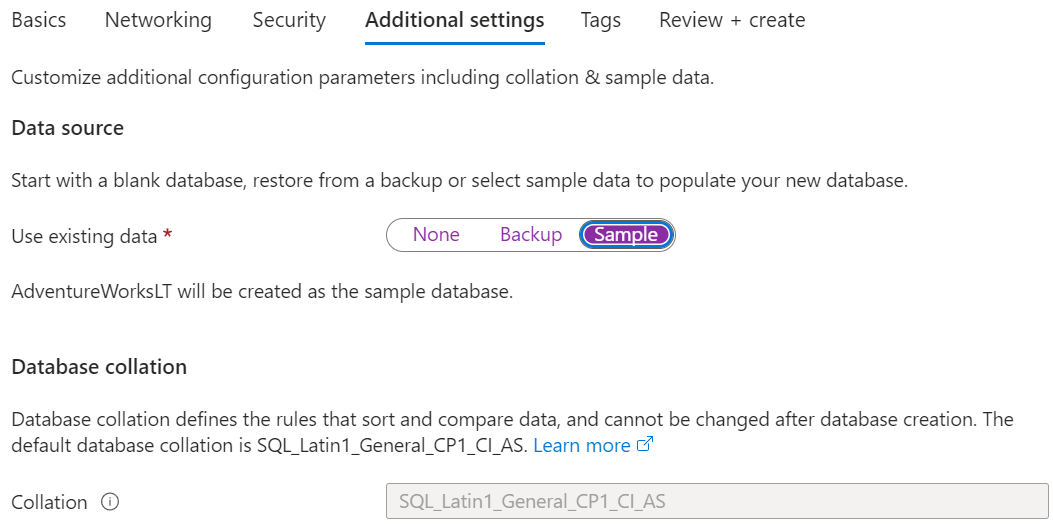 Basics Networking Security Additional settings Tags Review + create
Customize additional configuration parameters including collation & sample data.
Data source
Start with a blank database, restore from a backup or select sample data to populate your new database.
Use existing data * None Backup Sample
AdventureWorksLT will be created as the sample database.
Database collation
Database collation defines the rules that sort and compare data, and cannot be changed after database creation. The
default database collation is SQL_Latin1_General_CP1_CI_AS. Learn more
Collation SQL_Latin1_General_CP1_CI_AS